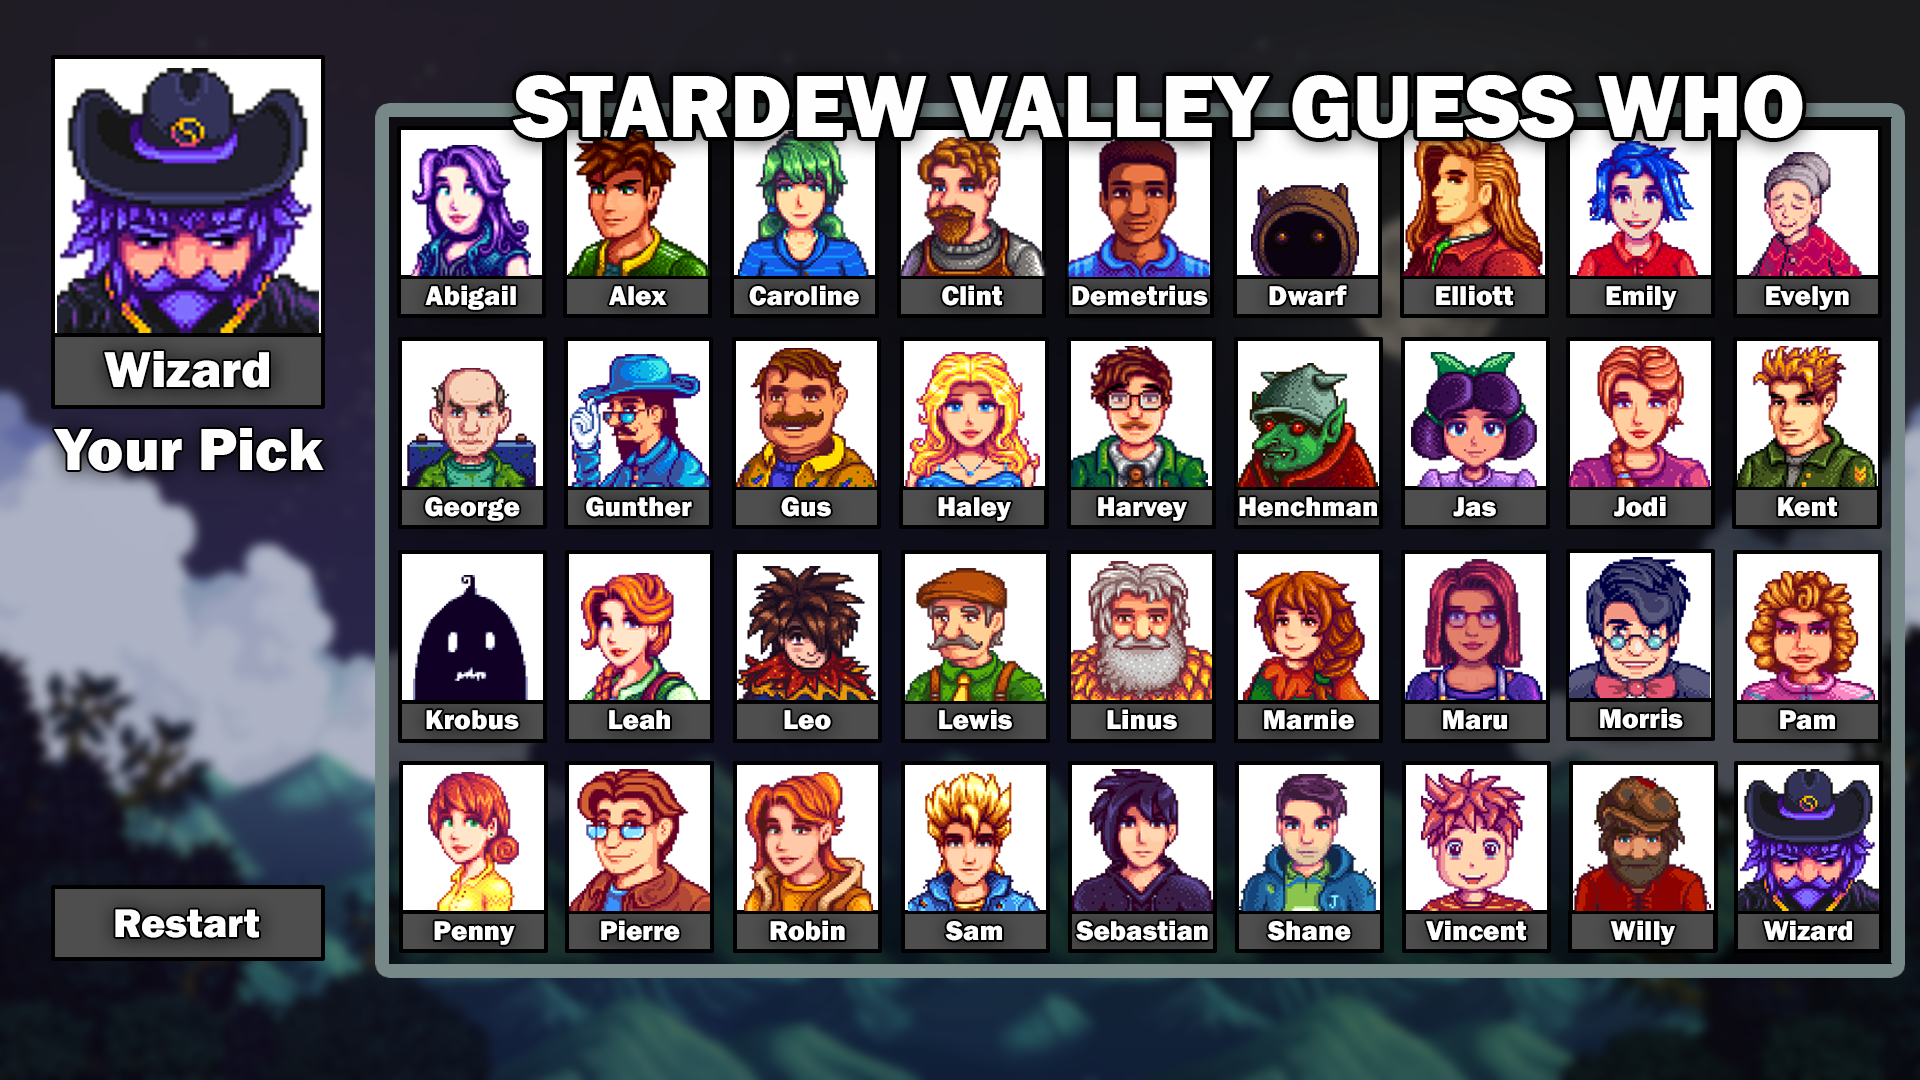 STARDEW VALLEY GUESS WHO
Wizard
Your Pick
Restart
Abigail
Alex
Caroline
Clint
Demetrius
Dwarf
Elliott
Emily
Evelyn
George
Gunther
Gus
Haley
Harvey
Henchman
Jas
Jodi
Kent
Krobus
Leah
Leo
Lewis
Linus
Marnie
Maru
Morris
Pam
Penny
Pierre
Robin
Sam
Sebastian
Shane
Vincent
Willy
Wizard